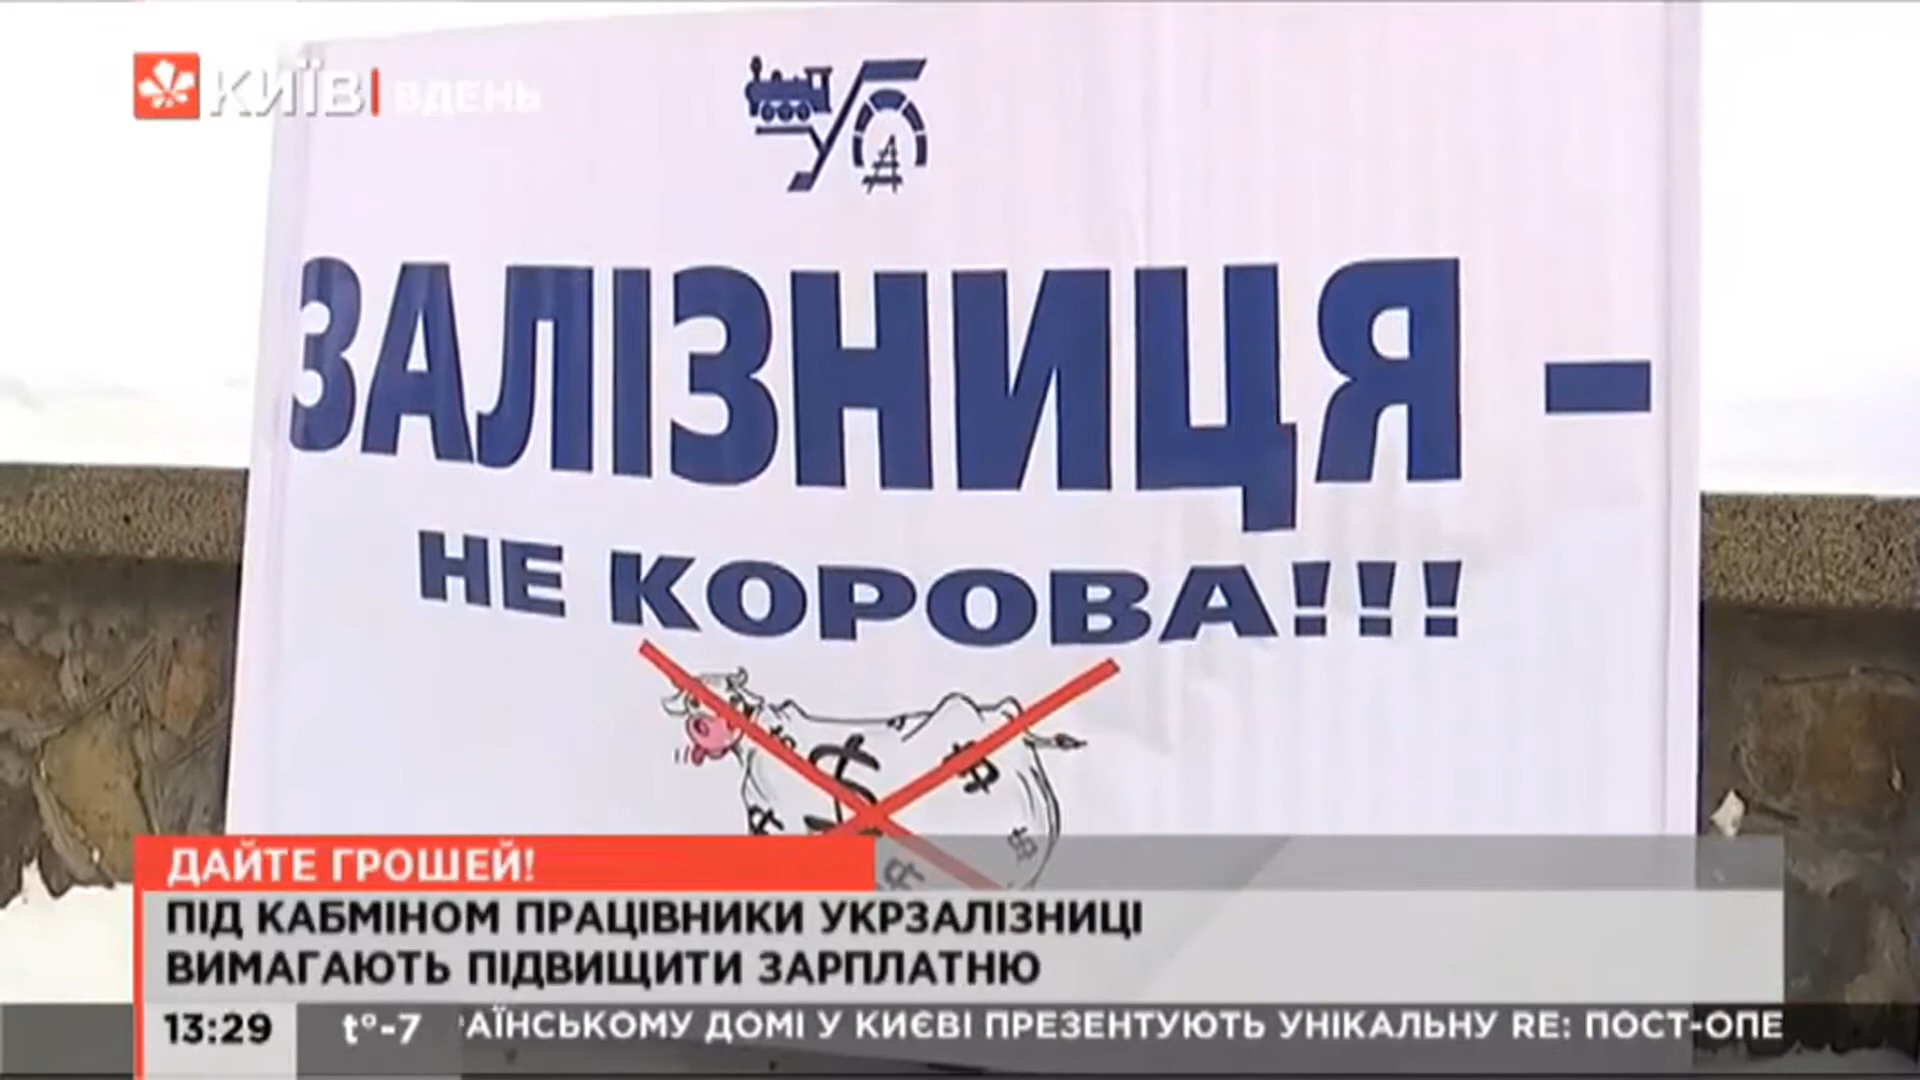 КИЇВ ВДЕНЬ
ЗАЛІЗНИЦЯ –
НЕ КОРОВА!!!
$ $ $ $ $
ДАЙТЕ ГРОШЕЙ!
ПІД КАБМІНОМ ПРАЦІВНИКИ УКРЗАЛІЗНИЦІ
ВИМАГАЮТЬ ПІДВИЩИТИ ЗАРПЛАТНЮ
13:29 t°-7 АЇНСЬКОМУ ДОМІ У КИЄВІ ПРЕЗЕНТУЮТЬ УНІКАЛЬНУ RE: ПОСТ-ОПЕ